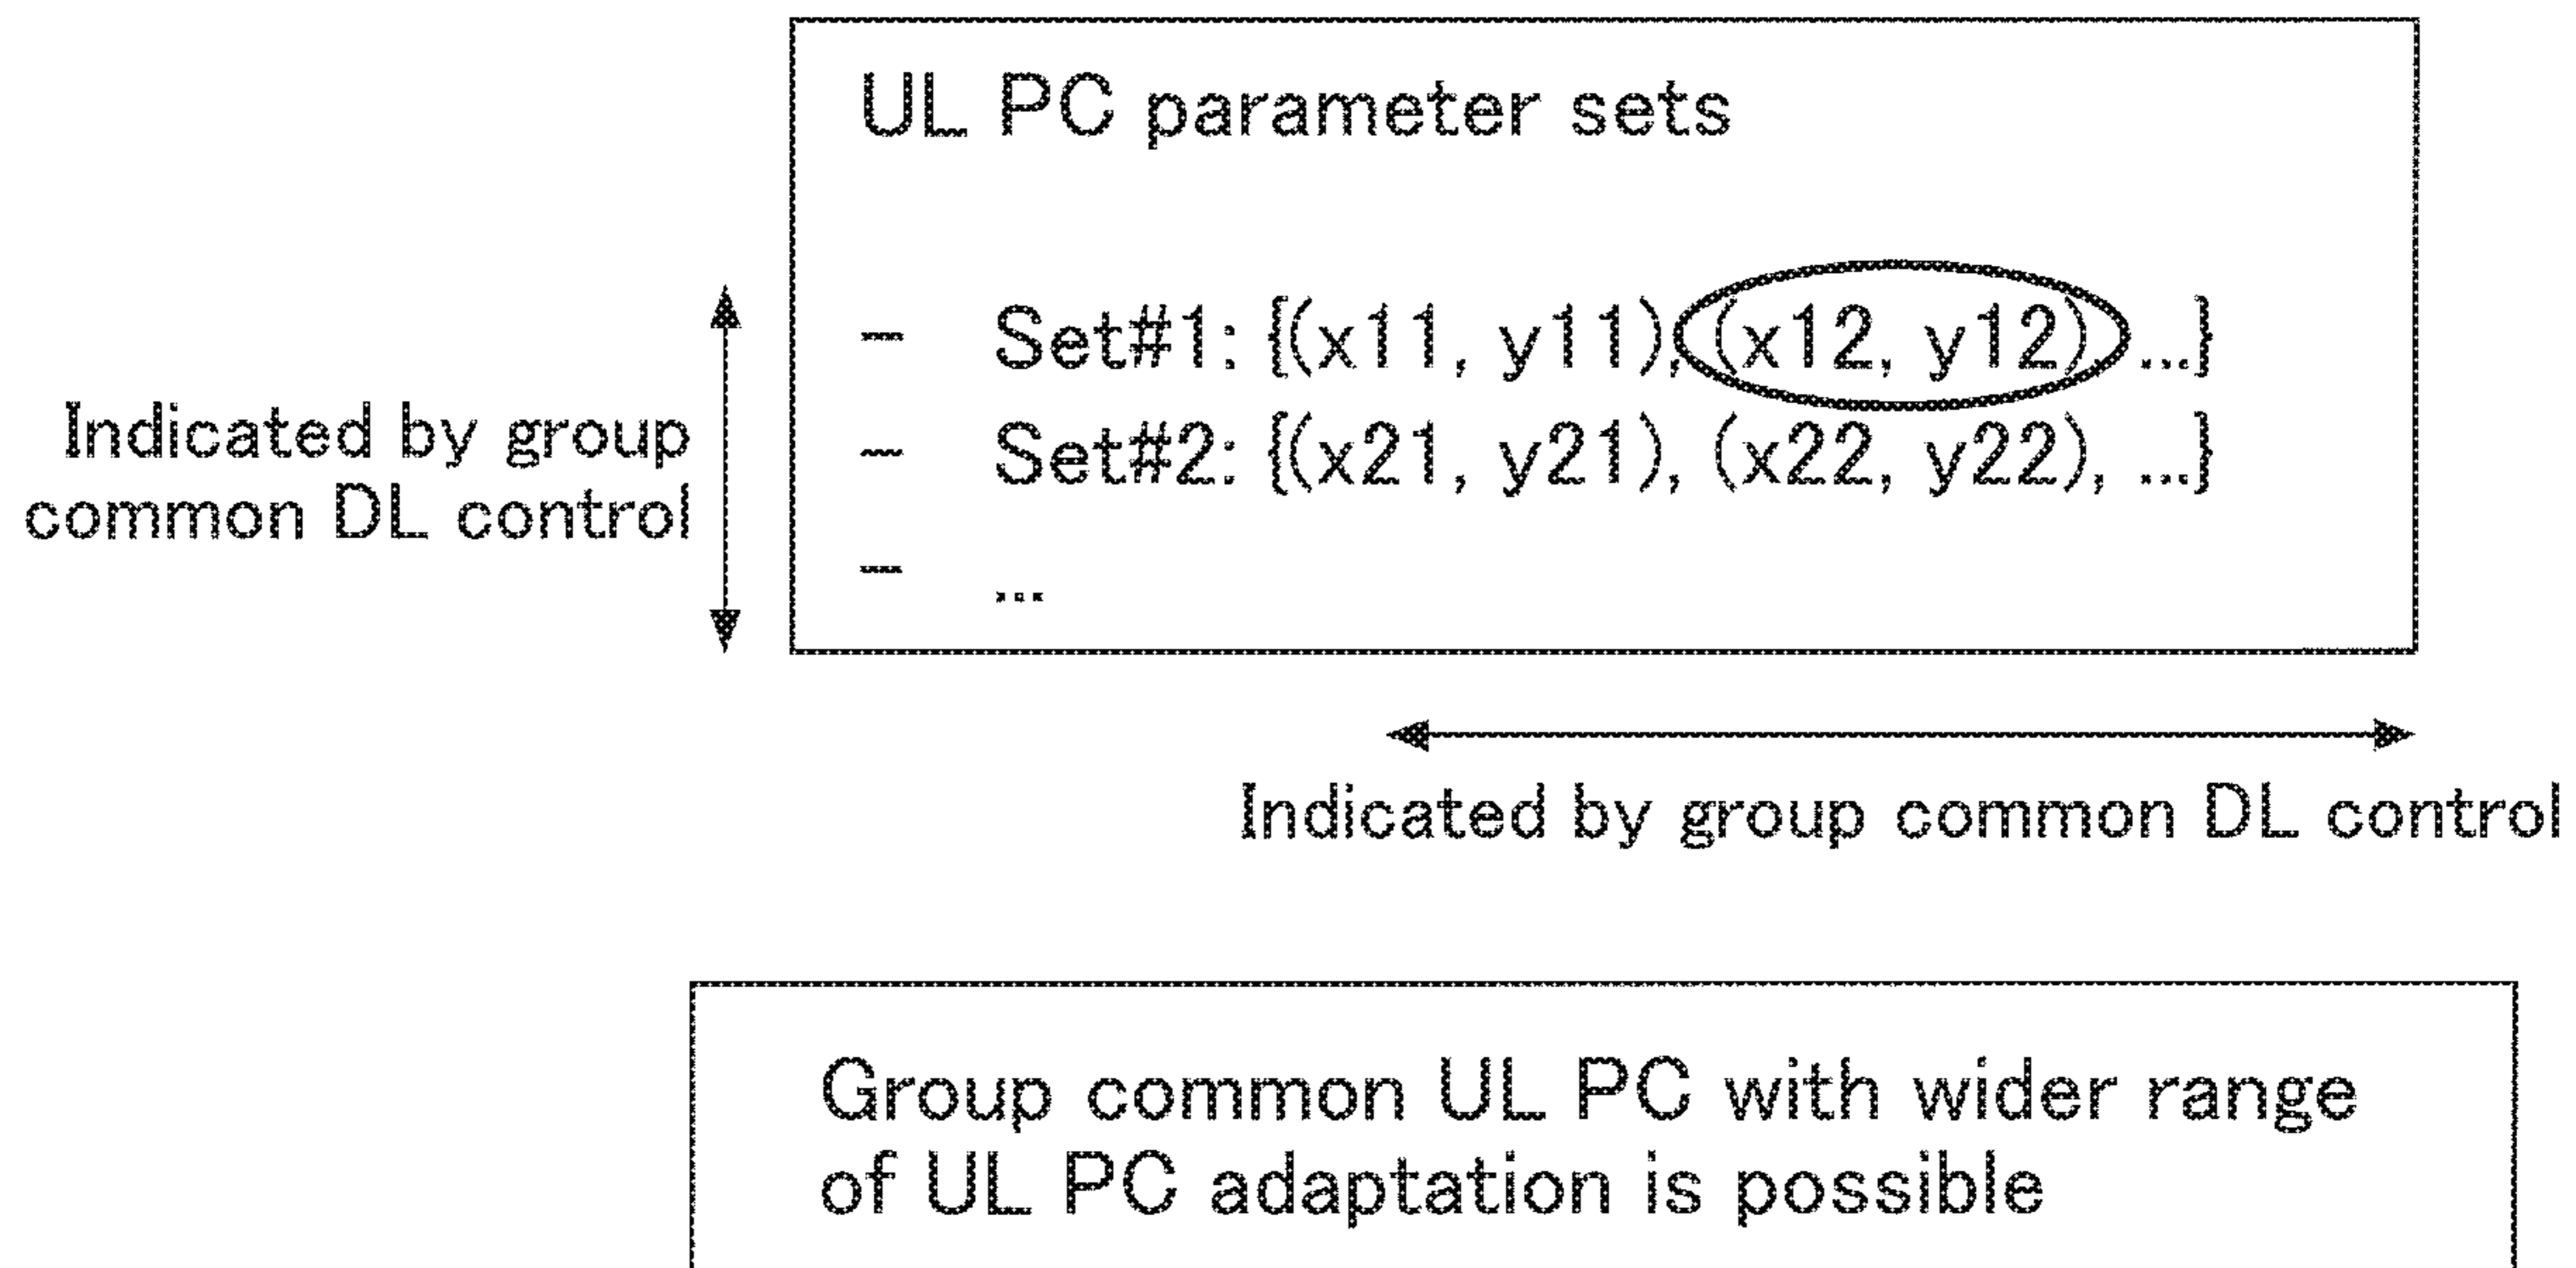 UL PC parameter sets
- Set#1: {(x11, y11), (x12, y12), ...}
- Set#2: {(x21, y21), (x22, y22), ...}
- ...
Indicated by group
common DL control
Indicated by group common DL control
Group common UL PC with wider range
of UL PC adaptation is possible